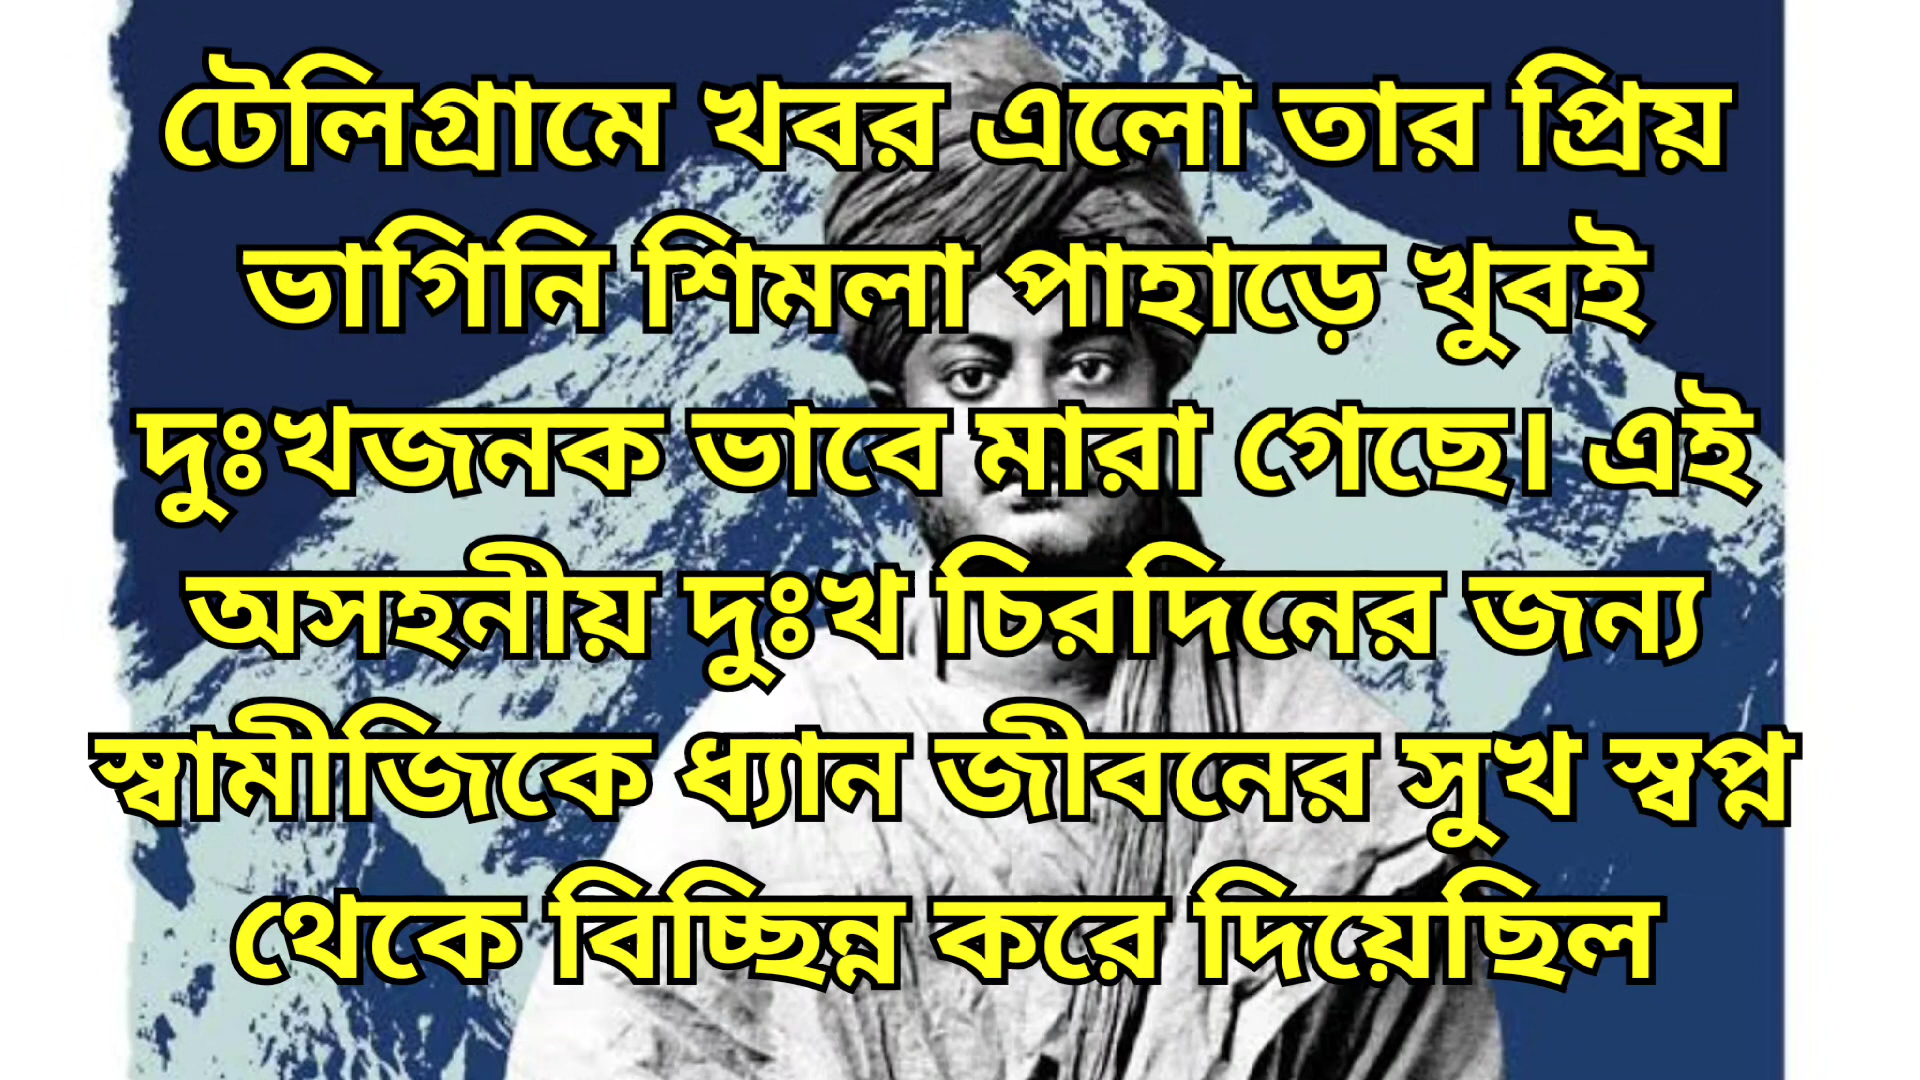 টেলিগ্রামে খবর এলো তার প্রিয়
ভাগিনি শিমলা পাহাড়ে খুবই
দুঃখজনক ভাবে মারা গেছে। এই
অসহনীয় দুঃখ চিরদিনের জন্য
স্বামীজিকে ধ্যান জীবনের সুখ স্বপ্ন
থেকে বিচ্ছিন্ন করে দিয়েছিল